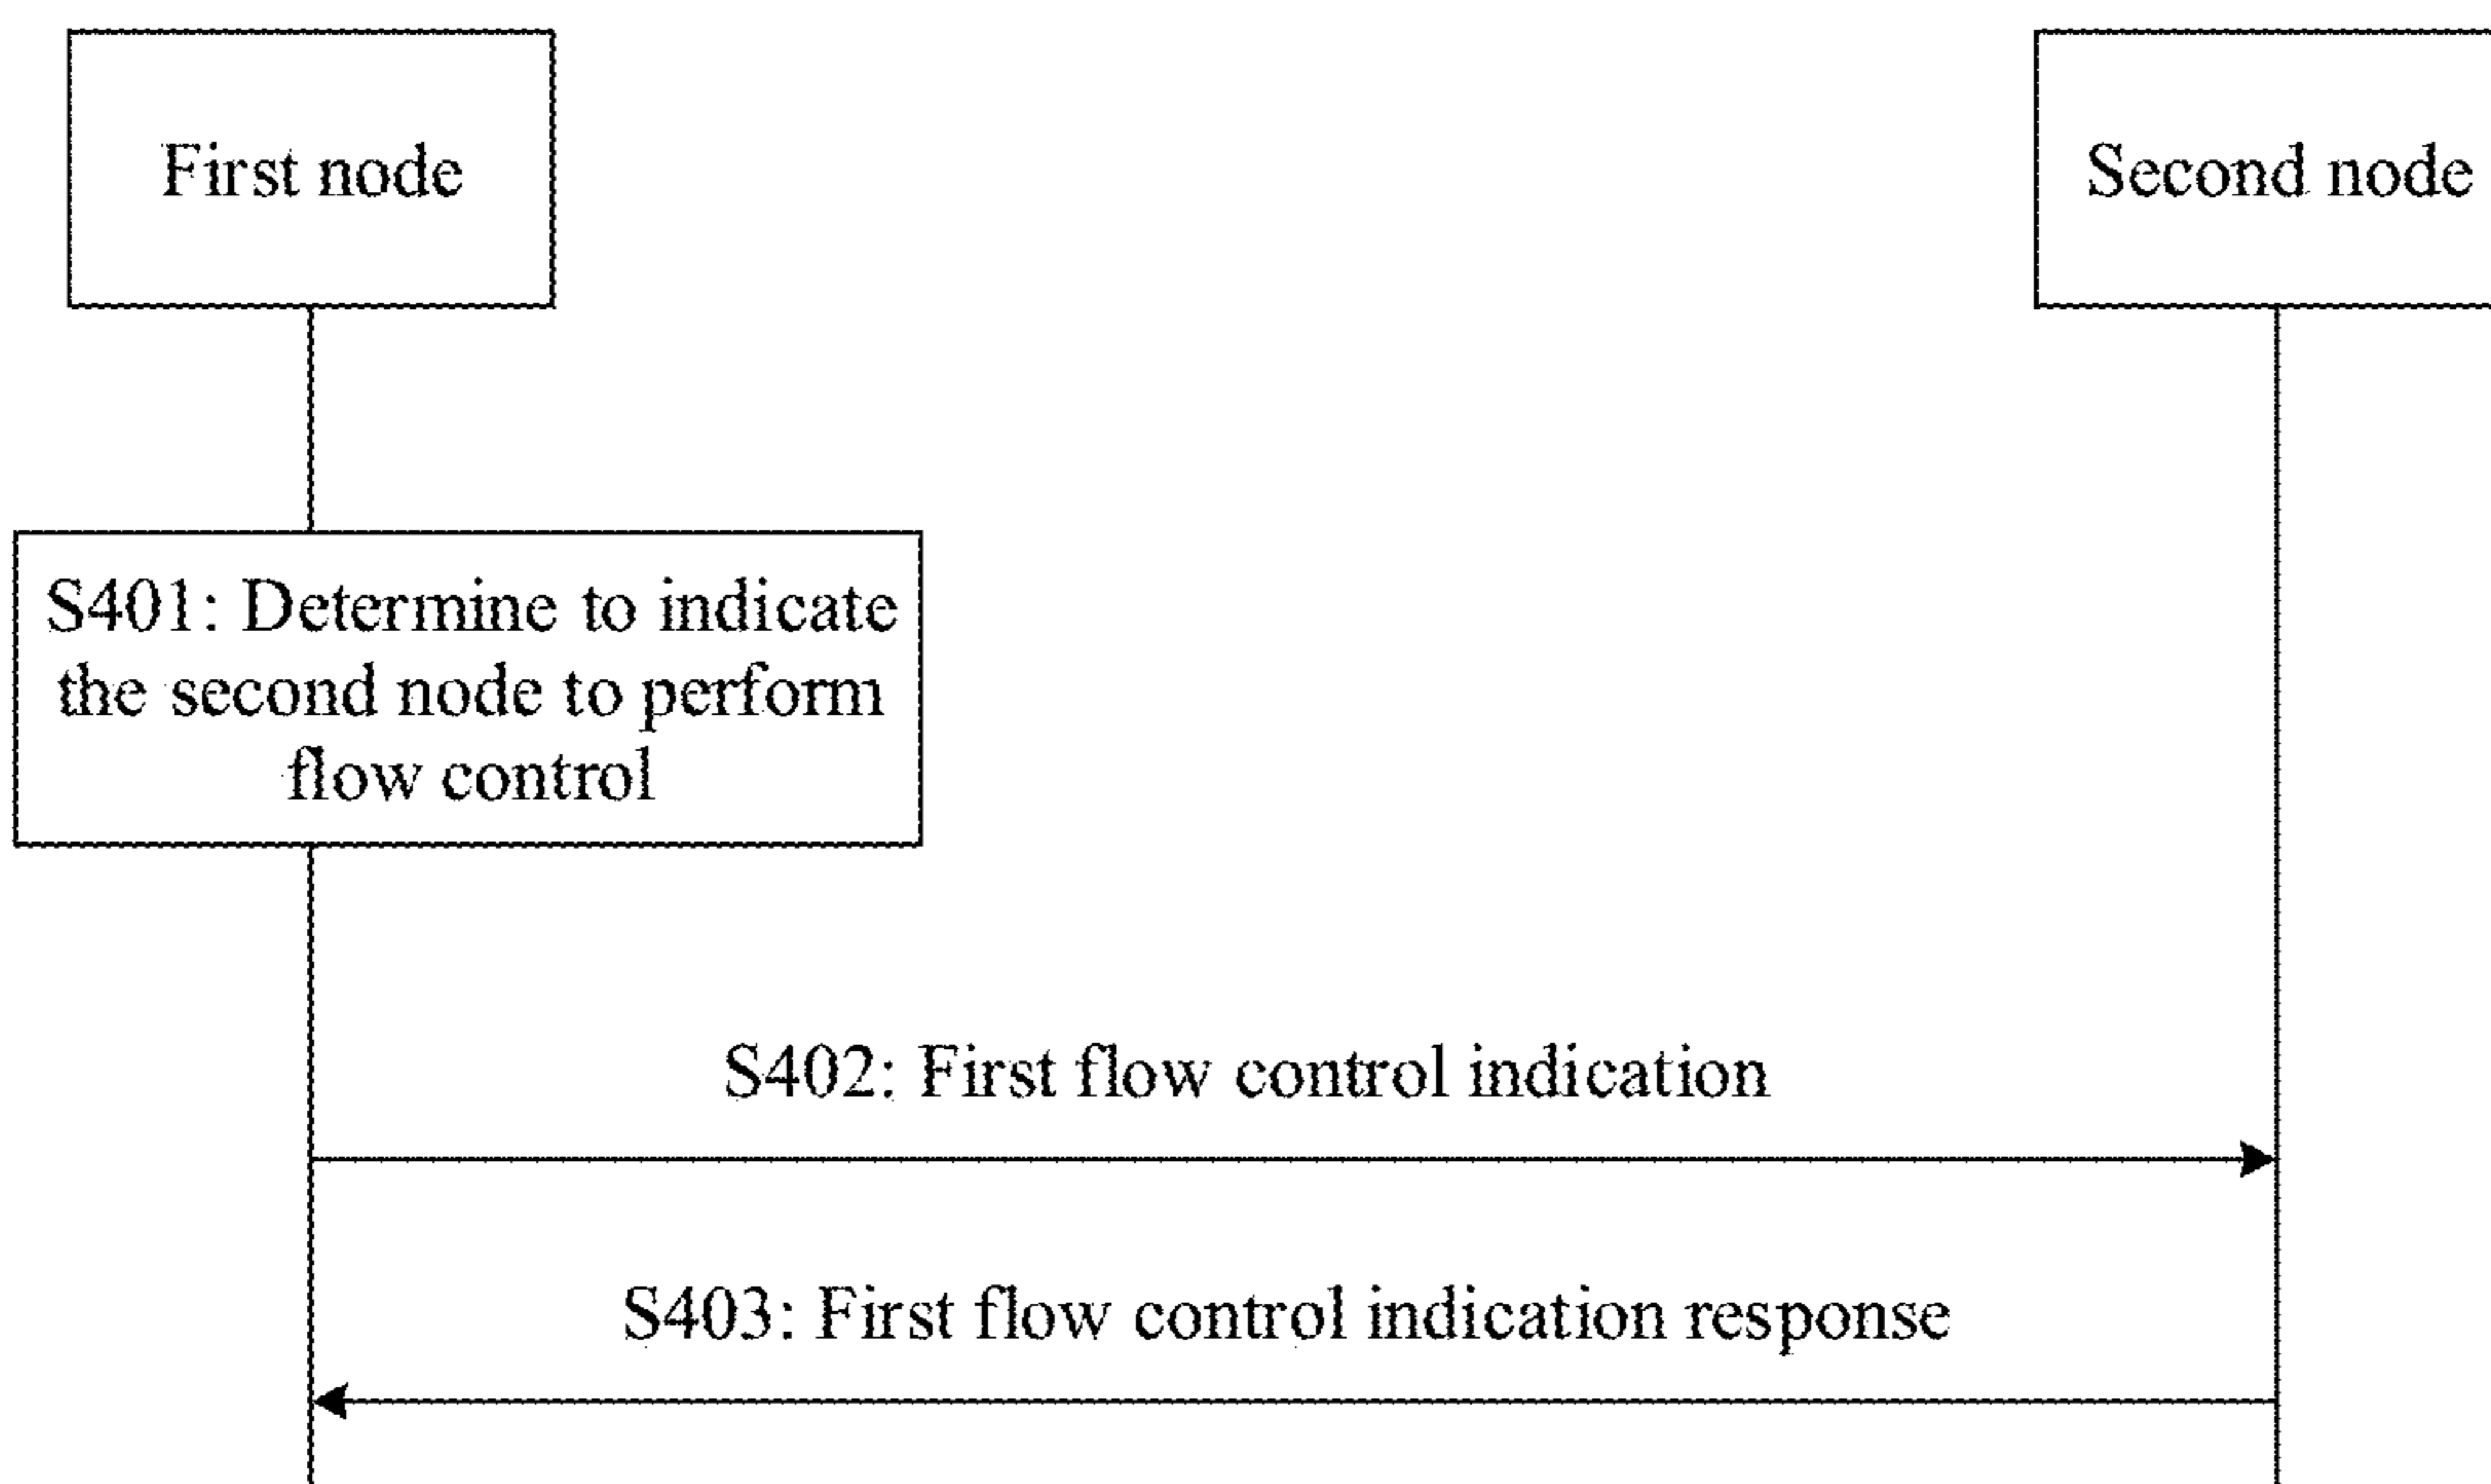 First node
Second node
S401: Determine to indicate
the second node to perform
flow control
S402: First flow control indication
S403: First flow control indication response